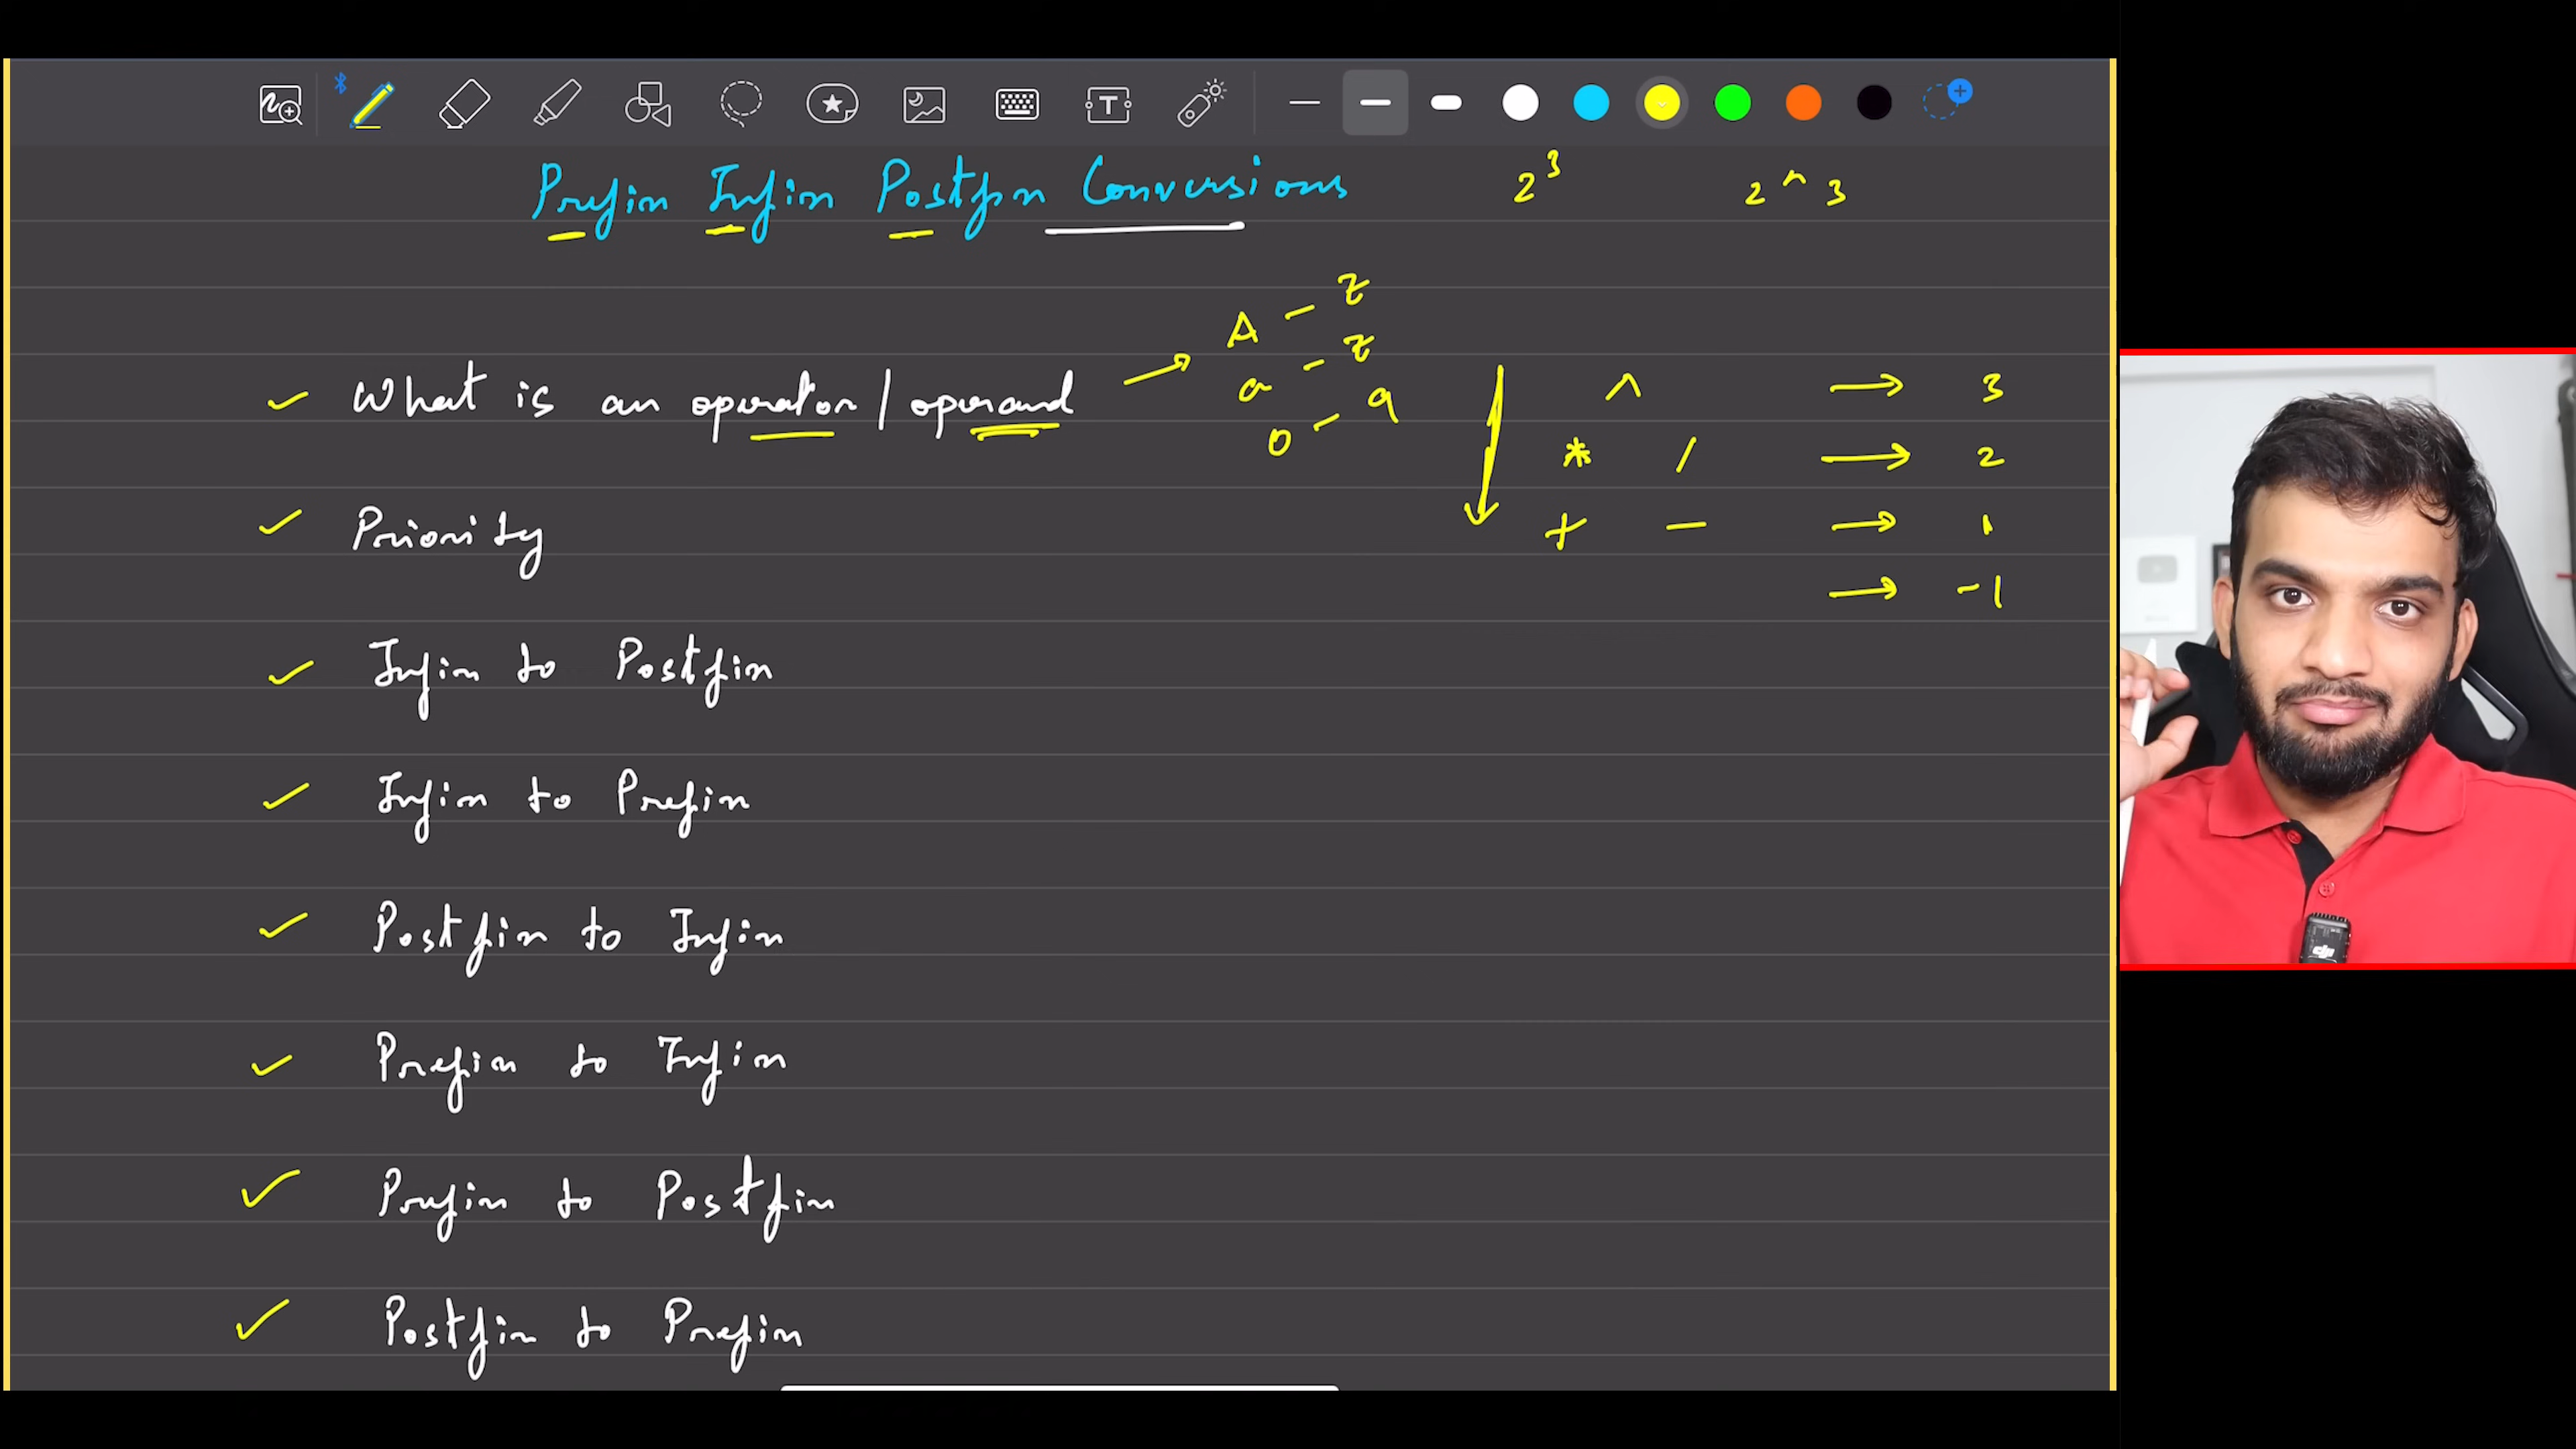 Prefix Infix Postfix Conversions
2^3
2 ^ 3
A - Z
a - z
0 - 9
What is an operator / operand
^ → 3
* / → 2
+ - → 1
→ -1
Priority
Infix to Postfix
Infix to Prefix
Postfix to Infix
Prefix to Infix
Prefix to Postfix
Postfix to Prefix